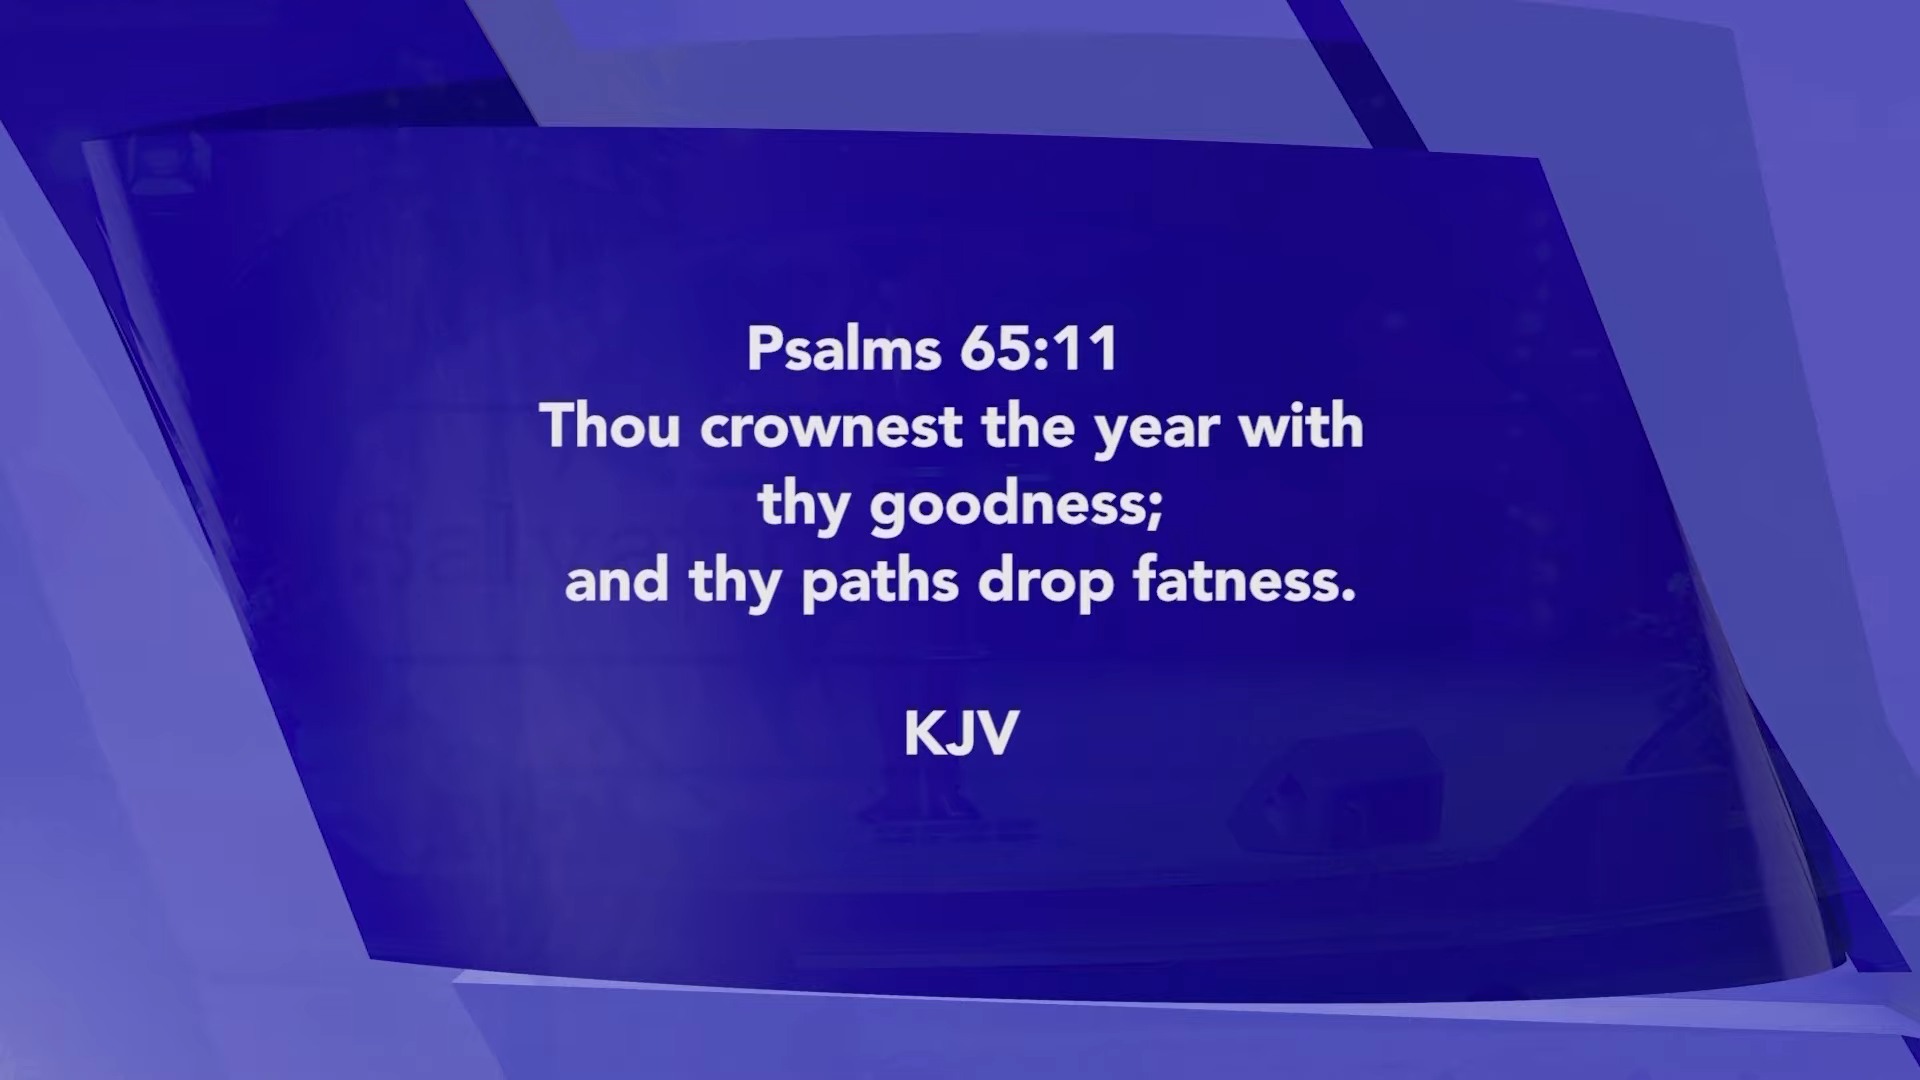 Psalms 65:11
Thou crownest the year with
thy goodness;
and thy paths drop fatness.
KJV